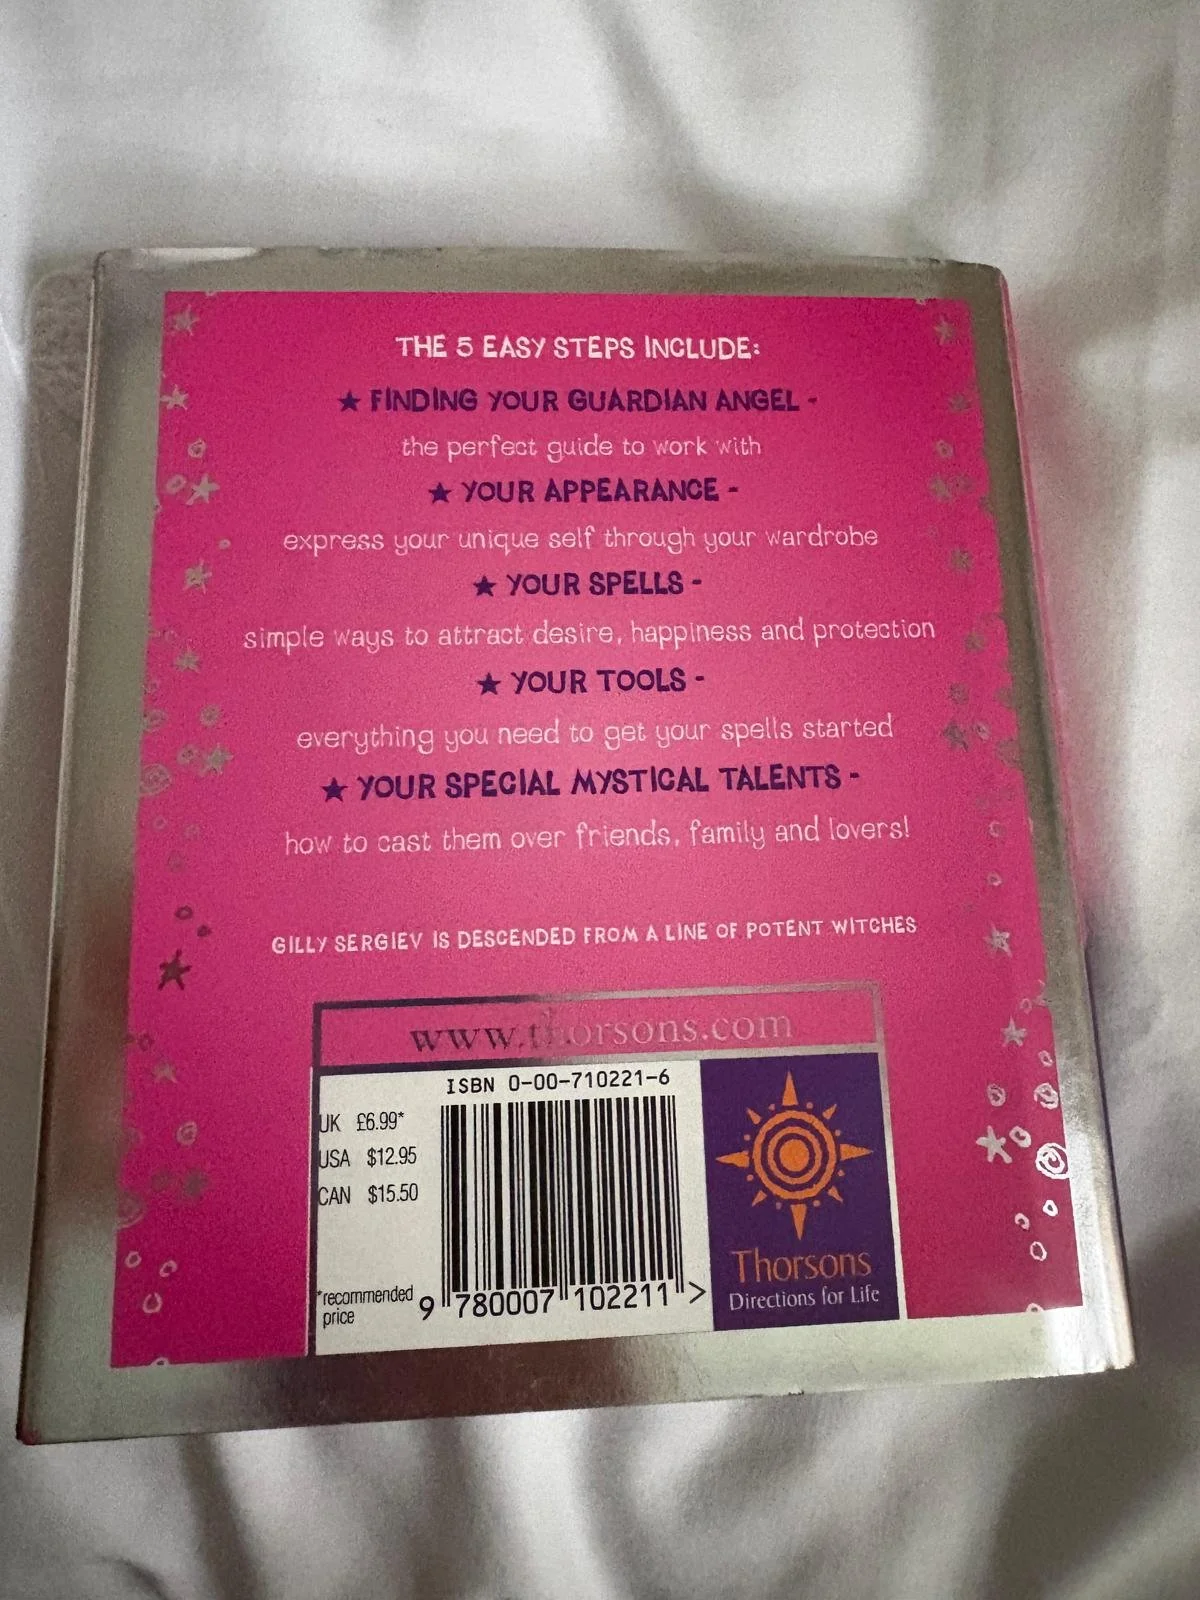 THE 5 EASY STEPS INCLUDE:
★ FINDING YOUR GUARDIAN ANGEL -
the perfect guide to work with
★ YOUR APPEARANCE -
express your unique self through your wardrobe
★ YOUR SPELLS -
simple ways to attract desire, happiness and protection
★ YOUR TOOLS -
everything you need to get your spells started
★ YOUR SPECIAL MYSTICAL TALENTS -
how to cast them over friends, family and lovers!
GILLY SERGIEV IS DESCENDED FROM A LINE OF POTENT WITCHES
www.thorsons.com
ISBN 0-00-710221-6
UK £6.99*
USA $12.95
CAN $15.50
*recommended
price
9 780007 102211 >
Thorsons
Directions for Life